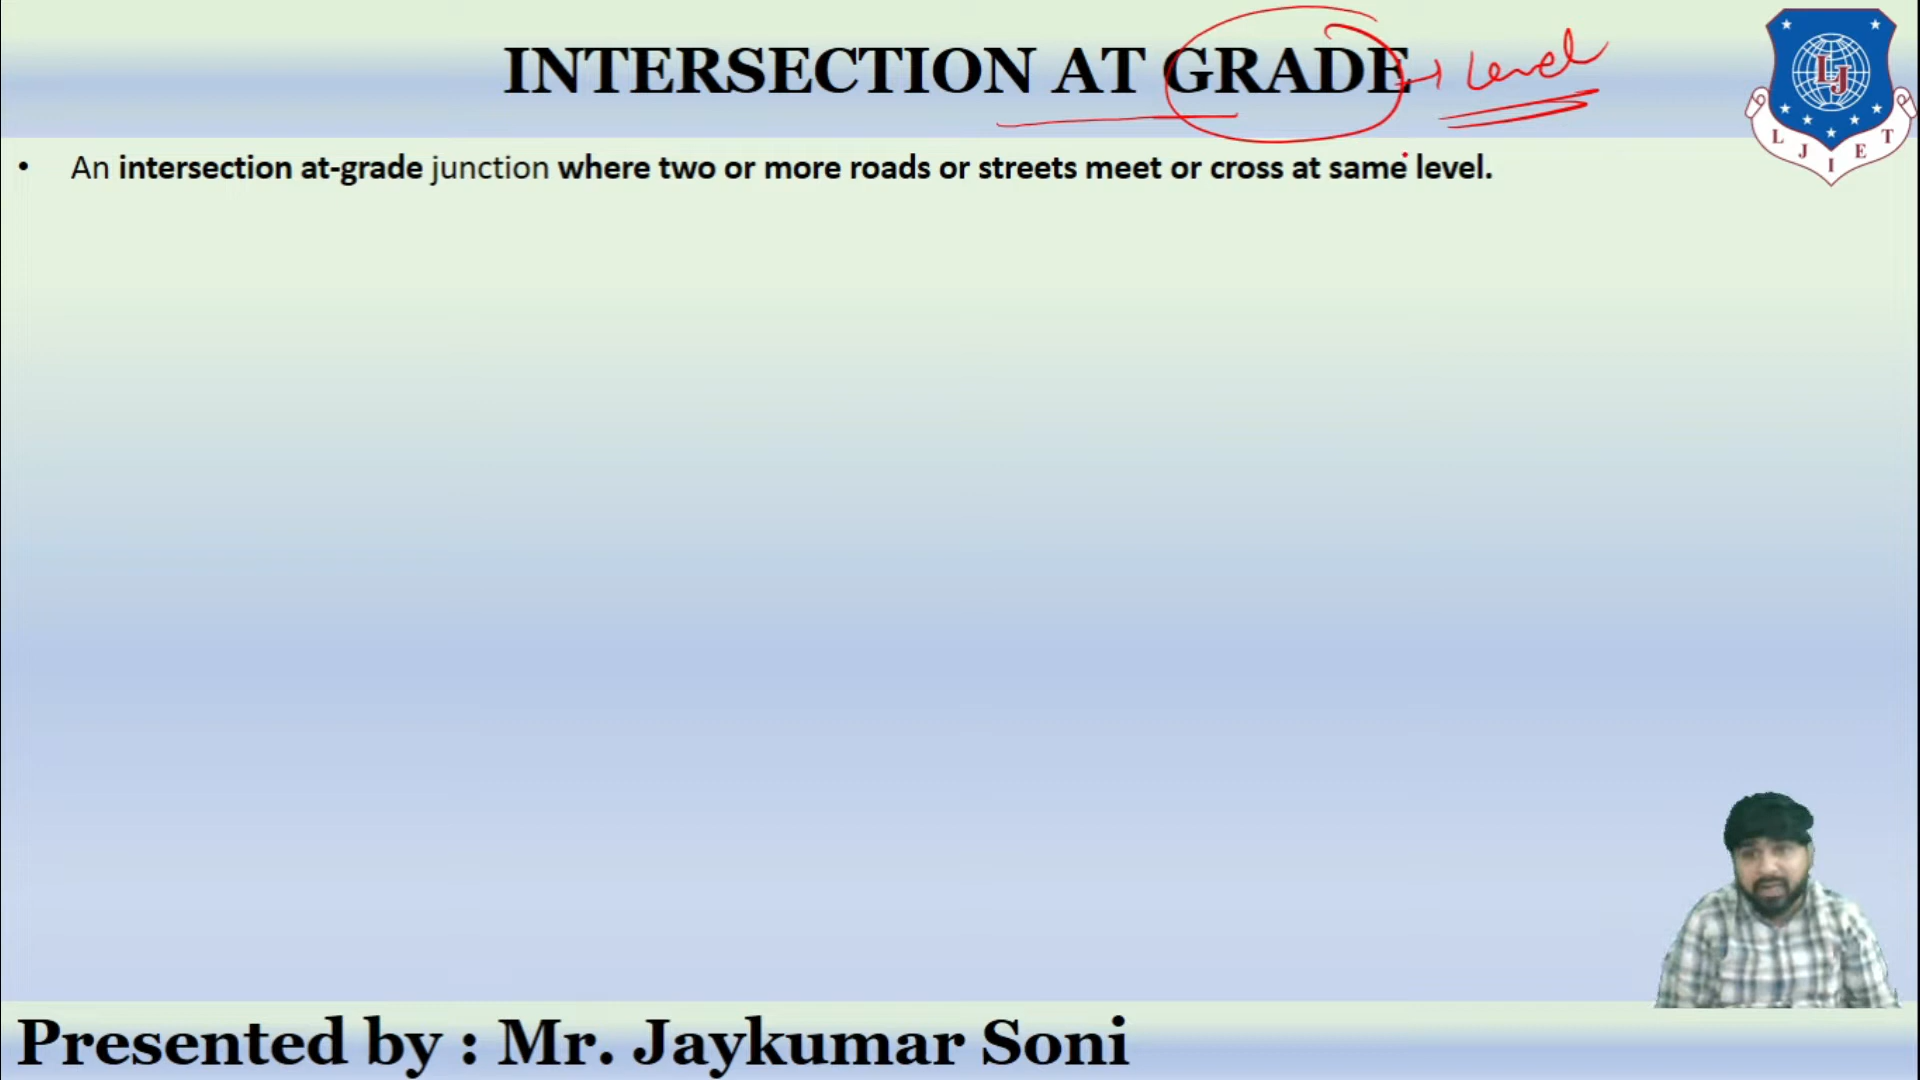 INTERSECTION AT GRADE → Level
LJ
L J I E T
• An intersection at-grade junction where two or more roads or streets meet or cross at same level.
Presented by : Mr. Jaykumar Soni